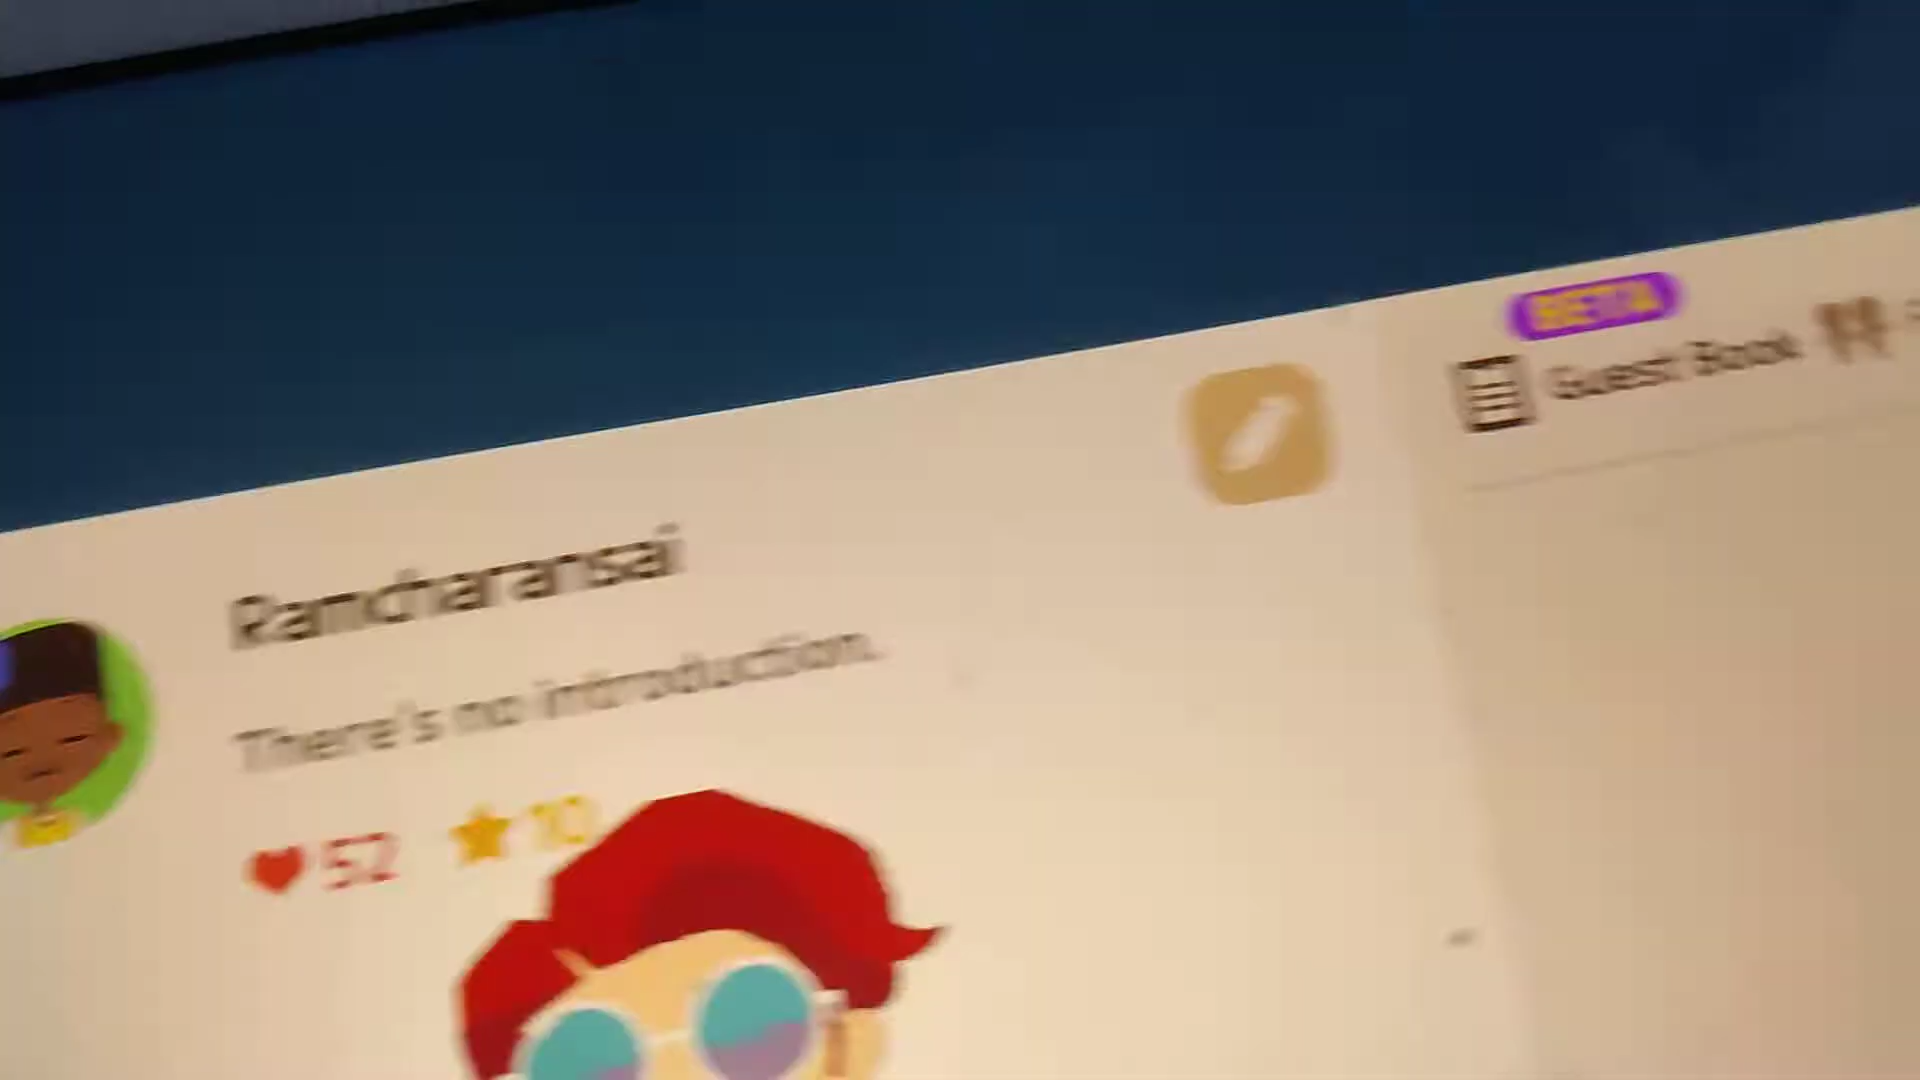 BETA
Guest Book
Ramcharansai
There's no introduction.
52
10